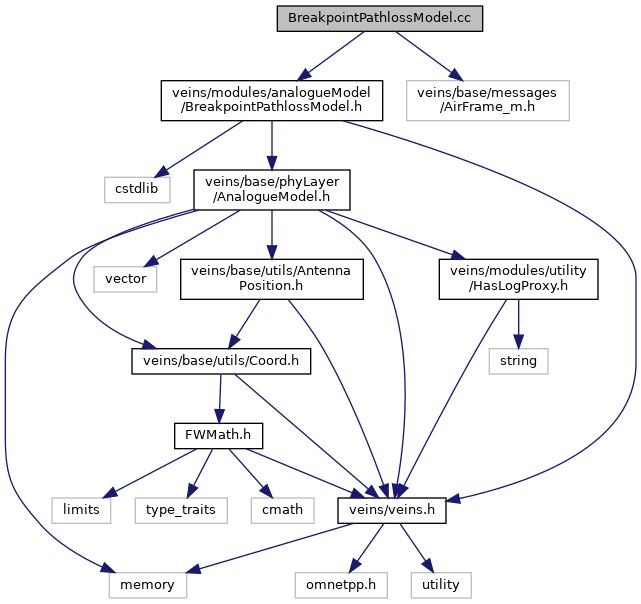 BreakpointPathlossModel.cc
veins/modules/analogueModel
/BreakpointPathlossModel.h
veins/base/messages
/AirFrame_m.h
cstdlib
veins/base/phyLayer
/AnalogueModel.h
vector
veins/base/utils/Antenna
Position.h
veins/modules/utility
/HasLogProxy.h
veins/base/utils/Coord.h
string
FWMath.h
limits
type_traits
cmath
veins/veins.h
memory
omnetpp.h
utility